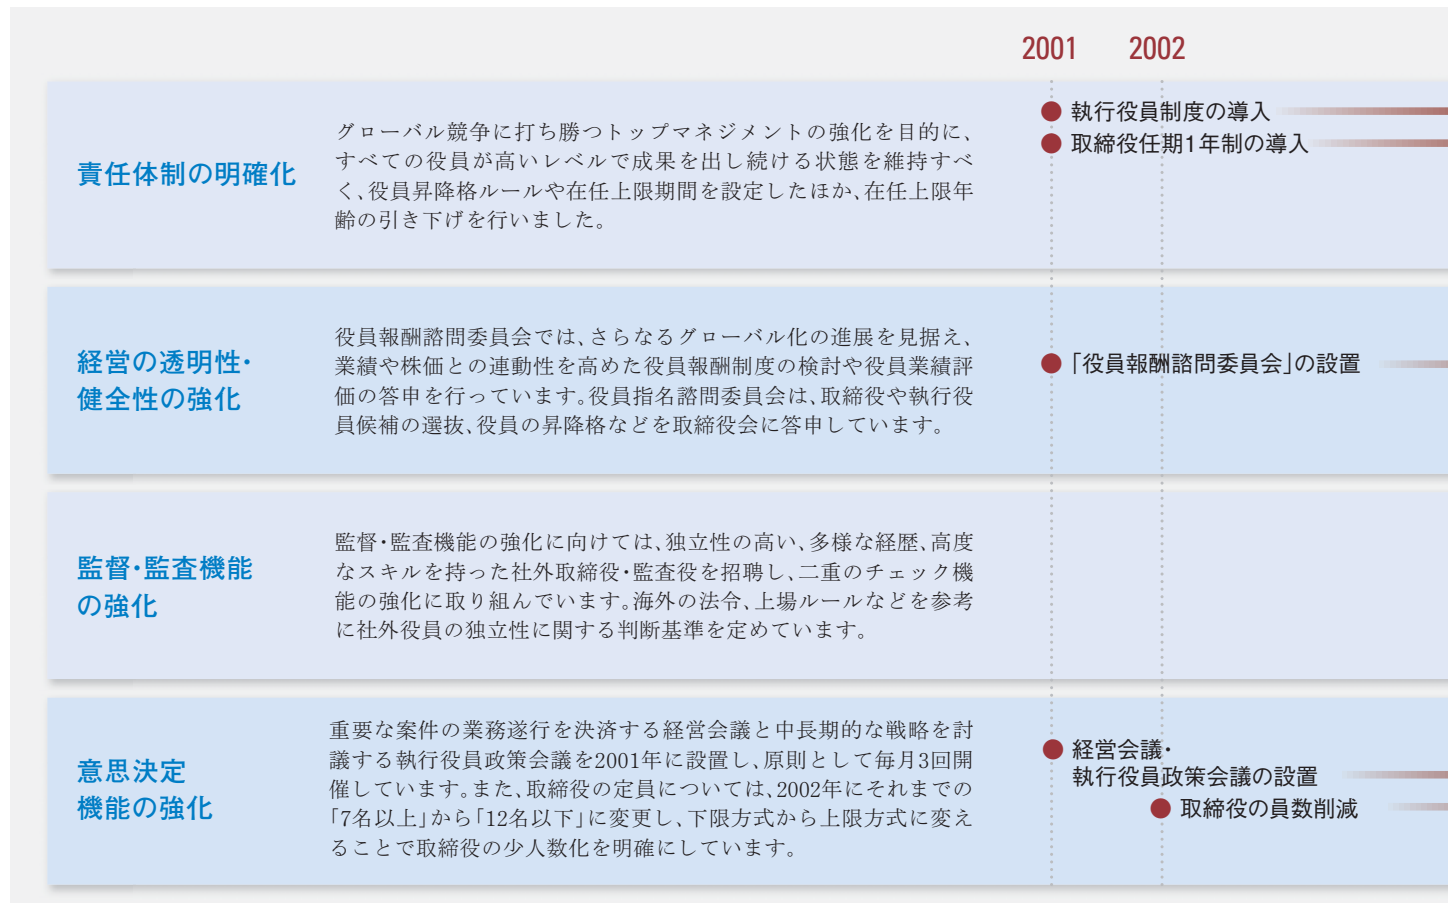 2001 2002
責任体制の明確化
グローバル競争に打ち勝つトップマネジメントの強化を目的に、
すべての役員が高いレベルで成果を出し続ける状態を維持すべ
く、役員昇降格ルールや在任上限期間を設定したほか、在任上限年
齢の引き下げを行いました。
執行役員制度の導入
取締役任期1年制の導入
経営の透明性・
健全性の強化
役員報酬諮問委員会では、さらなるグローバル化の進展を見据え、
業績や株価との連動性を高めた役員報酬制度の検討や役員業績評
価の答申を行っています。役員指名諮問委員会は、取締役や執行役
員候補の選抜、役員の昇降格などを取締役会に答申しています。
「役員報酬諮問委員会」の設置
監督・監査機能
の強化
監督・監査機能の強化に向けては、独立性の高い、多様な経歴、高度
なスキルを持った社外取締役・監査役を招聘し、二重のチェック機
能の強化に取り組んでいます。海外の法令、上場ルールなどを参考
に社外役員の独立性に関する判断基準を定めています。
意思決定
機能の強化
重要な案件の業務遂行を決済する経営会議と中長期的な戦略を討
議する執行役員政策会議を2001年に設置し、原則として毎月3回開
催しています。また、取締役の定員については、2002年にそれまでの
「7名以上」から「12名以下」に変更し、下限方式から上限方式に変え
ることで取締役の少人数化を明確にしています。
経営会議・
執行役員政策会議の設置
取締役の員数削減